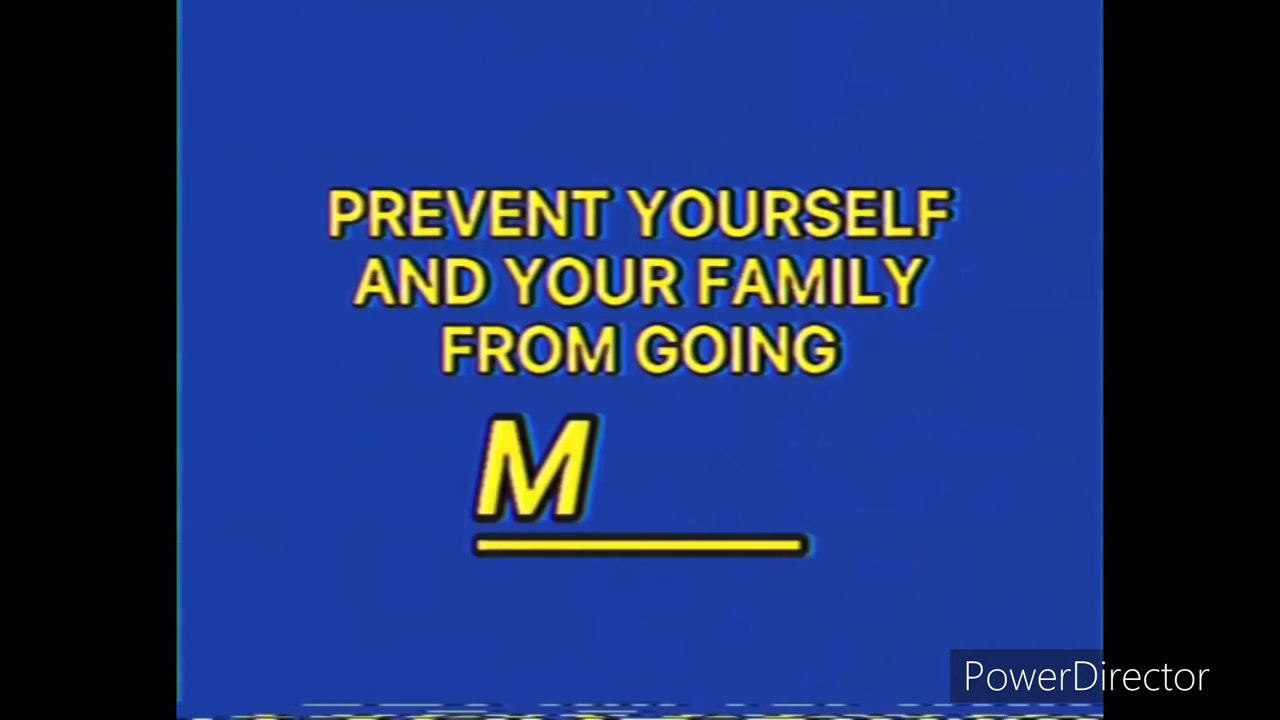 PREVENT YOURSELF
AND YOUR FAMILY
FROM GOING
M
PowerDirector